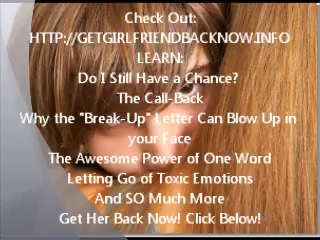 Check Out:
HTTP://GETGIRLFRIENDBACKNOW.INFO
LEARN:
Do I Still Have a Chance?
The Call-Back
Why the "Break-Up" Letter Can Blow Up in
your Face
The Awesome Power of One Word
Letting Go of Toxic Emotions
And SO Much More
Get Her Back Now! Click Below!